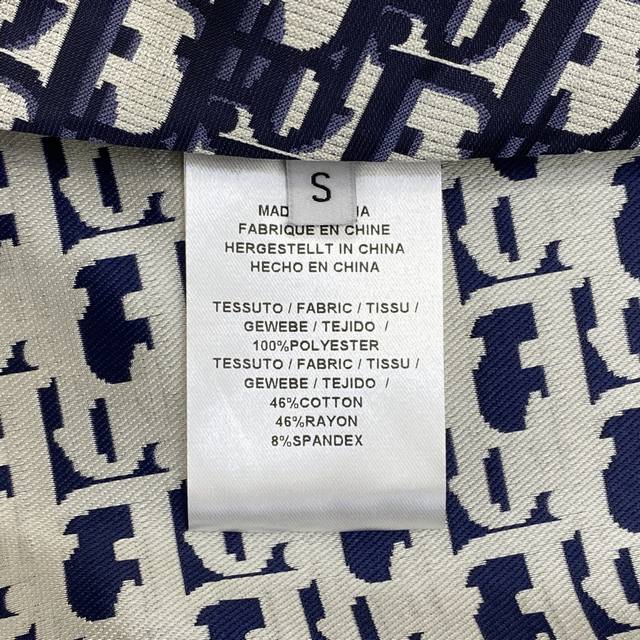 S
MAD
FABRIQUE EN CHINE
HERGESTELLT IN CHINA
HECHO EN CHINA
TESSUTO / FABRIC / TISSU /
GEWEBE / TEJIDO /
100%POLYESTER
TESSUTO / FABRIC / TISSU /
GEWEBE / TEJIDO /
46%COTTON
46%RAYON
8%SPANDEX